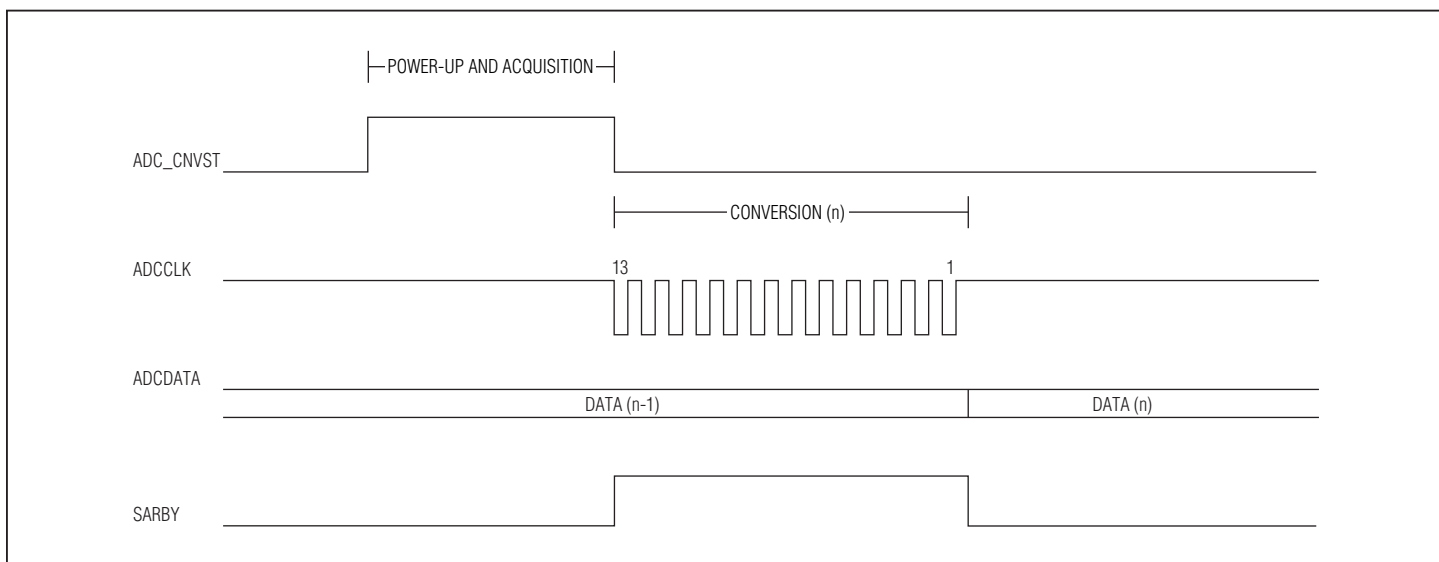 POWER-UP AND ACQUISITION
ADC_CNVST
CONVERSION (n)
ADCCLK
13
1
ADCDATA
DATA (n-1)
DATA (n)
SARBY